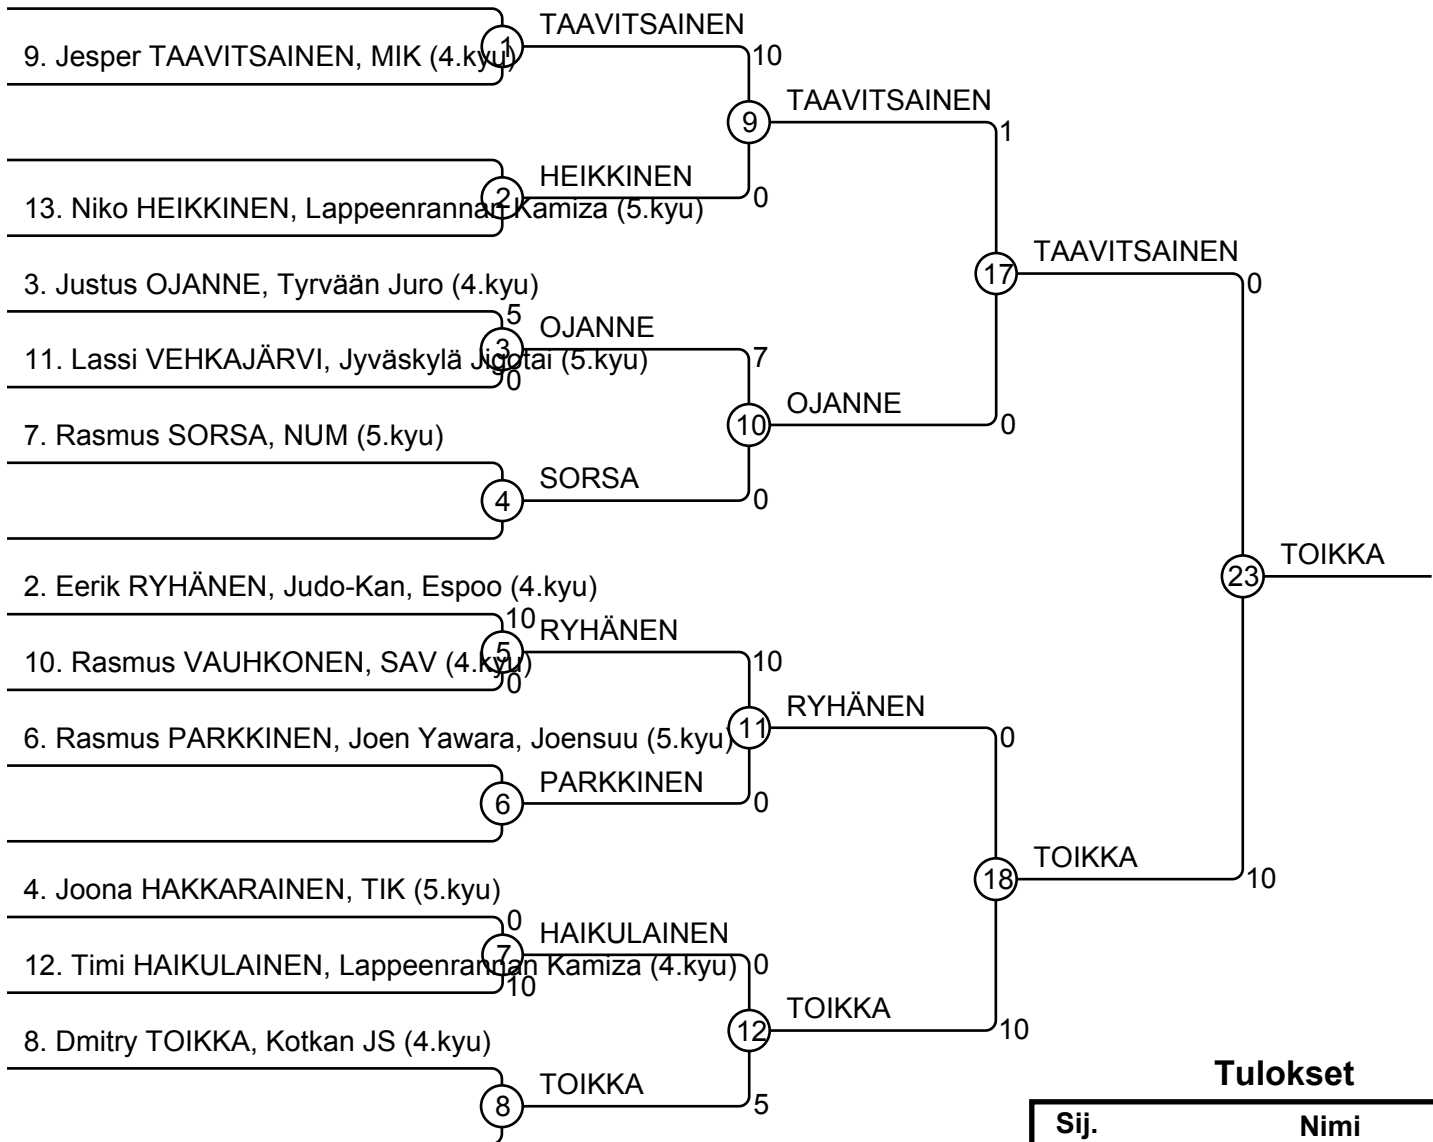 TAAVITSAINEN
9. Jesper TAAVITSAINEN, MIK (4.kyu)
1
10
TAAVITSAINEN
9
1
HEIKKINEN
2
0
13. Niko HEIKKINEN, Lappeenrannan Kamiza (5.kyu)
TAAVITSAINEN
17
0
3. Justus OJANNE, Tyrvään Juro (4.kyu)
5
OJANNE
3
7
11. Lassi VEHKAJÄRVI, Jyväskylä Jigotai (5.kyu)
0
OJANNE
10
0
7. Rasmus SORSA, NUM (5.kyu)
SORSA
4
0
TOIKKA
23
2. Eerik RYHÄNEN, Judo-Kan, Espoo (4.kyu)
10
RYHÄNEN
5
10
10. Rasmus VAUHKONEN, SAV (4.kyu)
0
RYHÄNEN
11
0
6. Rasmus PARKKINEN, Joen Yawara, Joensuu (5.kyu)
PARKKINEN
6
0
TOIKKA
18
10
4. Joona HAKKARAINEN, TIK (5.kyu)
0
HAIKULAINEN
7
0
12. Timi HAIKULAINEN, Lappeenrannan Kamiza (4.kyu)
10
TOIKKA
12
10
8. Dmitry TOIKKA, Kotkan JS (4.kyu)
TOIKKA
8
5
Tulokset
Sij. Nimi